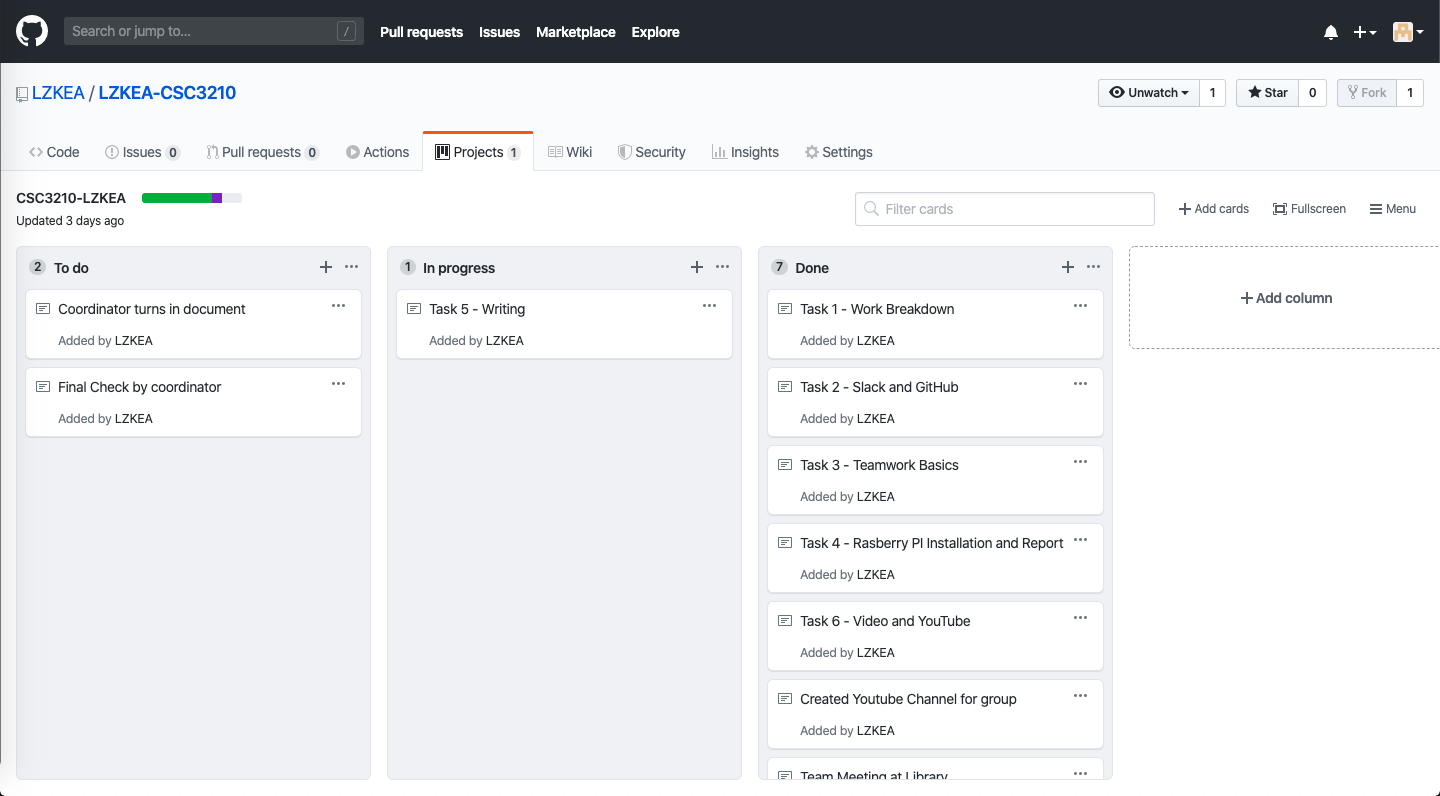 Search or jump to...
/
Pull requests
Issues
Marketplace
Explore
LZKEA / LZKEA-CSC3210
Unwatch
1
Star
0
Fork
1
Code
Issues 0
Pull requests 0
Actions
Projects 1
Wiki
Security
Insights
Settings
CSC3210-LZKEA
Updated 3 days ago
Filter cards
Add cards
Fullscreen
Menu
2 To do
Coordinator turns in document
Added by LZKEA
Final Check by coordinator
Added by LZKEA
1 In progress
Task 5 - Writing
Added by LZKEA
7 Done
Task 1 - Work Breakdown
Added by LZKEA
Task 2 - Slack and GitHub
Added by LZKEA
Task 3 - Teamwork Basics
Added by LZKEA
Task 4 - Rasberry PI Installation and Report
Added by LZKEA
Task 6 - Video and YouTube
Added by LZKEA
Created Youtube Channel for group
Added by LZKEA
Team Meeting at Library
Add column